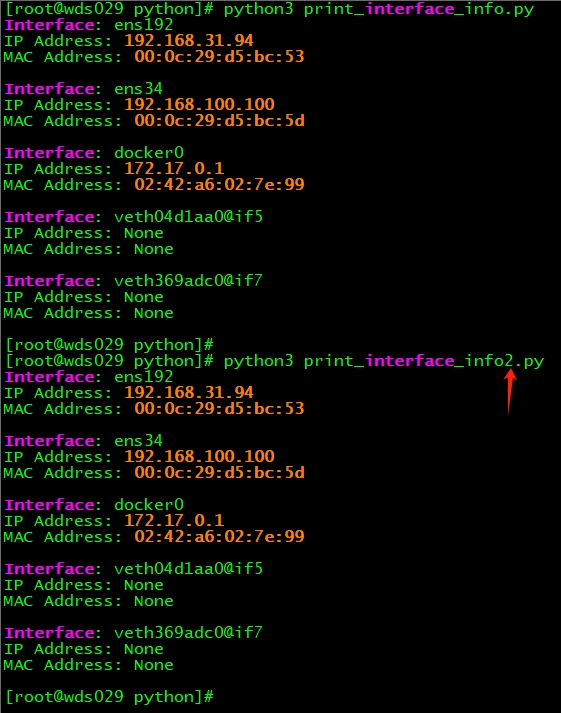 [root@wds029 python]# python3 print_interface_info.py
Interface: ens192
IP Address: 192.168.31.94
MAC Address: 00:0c:29:d5:bc:53
Interface: ens34
IP Address: 192.168.100.100
MAC Address: 00:0c:29:d5:bc:5d
Interface: docker0
IP Address: 172.17.0.1
MAC Address: 02:42:a6:02:7e:99
Interface: veth04d1aa0@if5
IP Address: None
MAC Address: None
Interface: veth369adc0@if7
IP Address: None
MAC Address: None
[root@wds029 python]#
[root@wds029 python]# python3 print_interface_info2.py
Interface: ens192
IP Address: 192.168.31.94
MAC Address: 00:0c:29:d5:bc:53
Interface: ens34
IP Address: 192.168.100.100
MAC Address: 00:0c:29:d5:bc:5d
Interface: docker0
IP Address: 172.17.0.1
MAC Address: 02:42:a6:02:7e:99
Interface: veth04d1aa0@if5
IP Address: None
MAC Address: None
Interface: veth369adc0@if7
IP Address: None
MAC Address: None
[root@wds029 python]#